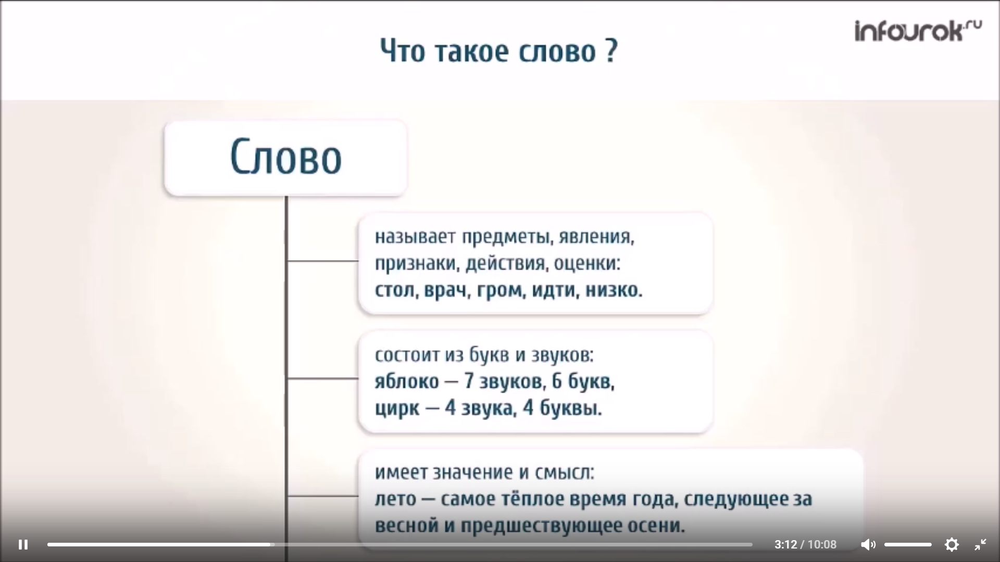 infourok.ru
Что такое слово ?
Слово
называет предметы, явления,
признаки, действия, оценки:
стол, врач, гром, идти, низко.
состоит из букв и звуков:
яблоко — 7 звуков, 6 букв,
цирк — 4 звука, 4 буквы.
имеет значение и смысл:
лето — самое тёплое время года, следующее за
весной и предшествующее осени.
3:12 / 10:08